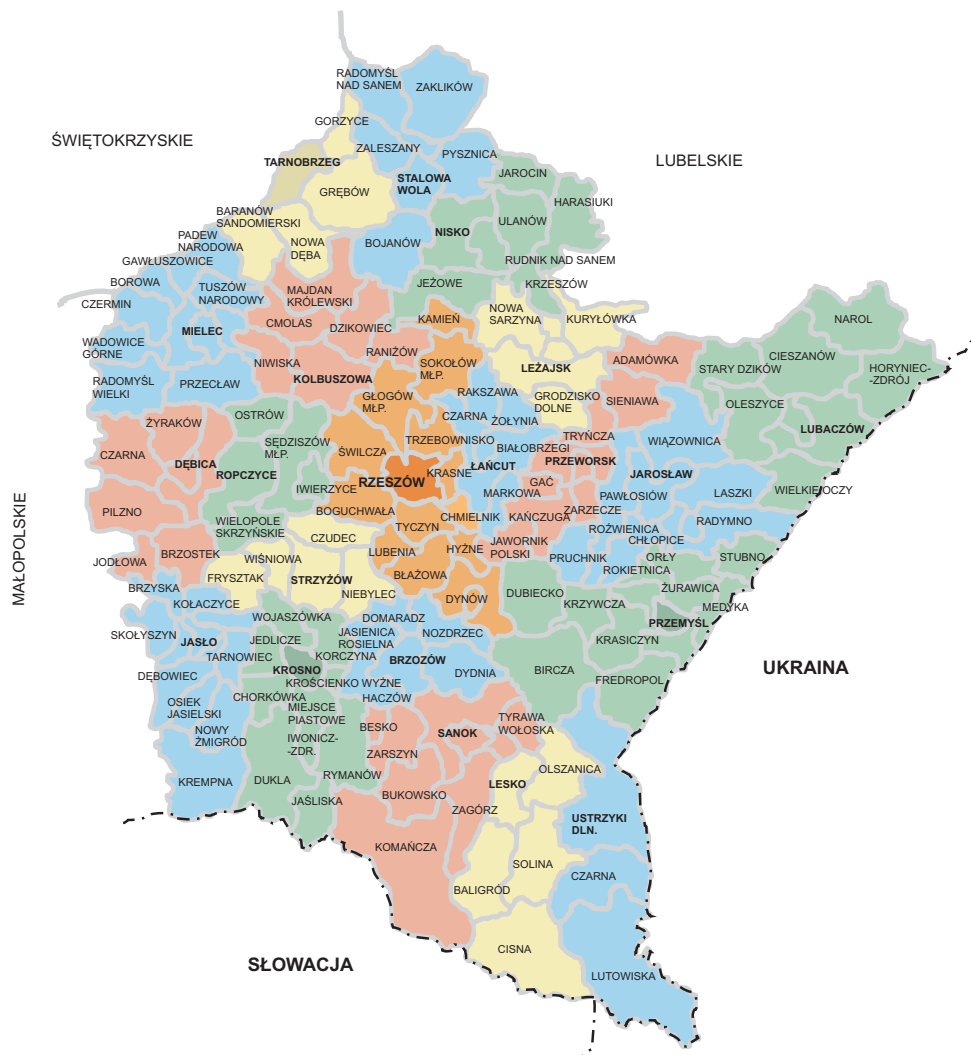 RADOMYŚL
NAD SANEM
ZAKLIKÓW
GORZYCE
ŚWIĘTOKRZYSKIE
ZALESZANY
PYSZNICA
LUBELSKIE
TARNOBRZEG
STALOWA
WOLA
JAROCIN
GRĘBÓW
HARASIUKI
BARANÓW
SANDOMIERSKI
ULANÓW
NISKO
PADEW
NARODOWA
NOWA
DĘBA
BOJANÓW
GAWŁUSZOWICE
RUDNIK NAD SANEM
BOROWA
TUSZÓW
NARODOWY
JEŻOWE
KRZESZÓW
CZERMIN
MAJDAN
KRÓLEWSKI
NOWA
SARZYNA
KURYŁÓWKA
NAROL
MIELEC
CMOLAS
DZIKOWIEC
KAMIEŃ
WADOWICE
GÓRNE
RANIŻÓW
CIESZANÓW
NIWISKA
SOKOŁÓW
MŁP.
LEŻAJSK
ADAMÓWKA
STARY DZIKÓW
HORYNIEC-
-ZDRÓJ
RADOMYŚL
WIELKI
PRZECŁAW
KOLBUSZOWA
RAKSZAWA
GRODZISKO
DOLNE
SIENIAWA
OLESZYCE
GŁOGÓW
MŁP.
OSTRÓW
CZARNA
ŻOŁYNIA
ŻYRAKÓW
LUBACZÓW
SĘDZISZÓW
MŁP.
TRZEBOWNISKO
TRYŃCZA
WIĄZOWNICA
BIAŁOBRZEGI
CZARNA
ŚWILCZA
DĘBICA
ROPCZYCE
ŁAŃCUT
PRZEWORSK
JAROSŁAW
KRASNE
RZESZÓW
GAĆ
IWIERZYCE
MARKOWA
PAWŁOSIÓW
LASZKI
WIELKIE OCZY
PILZNO
BOGUCHWAŁA
CHMIELNIK
KAŃCZUGA
ZARZECZE
RADYMNO
WIELOPOLE
SKRZYŃSKIE
TYCZYN
ROŹWIENICA
CHŁOPICE
CZUDEC
JAWORNIK
POLSKI
MAŁOPOLSKIE
JODŁOWA
BRZOSTEK
WIŚNIOWA
LUBENIA
HYŻNE
PRUCHNIK
ROKIETNICA
ORŁY
STUBNO
FRYSZTAK
STRZYŻÓW
BŁAŻOWA
BRZYSKA
NIEBYLEC
DYNÓW
DUBIECKO
ŻURAWICA
KOŁACZYCE
KRZYWCZA
MEDYKA
WOJASZÓWKA
DOMARADZ
PRZEMYŚL
SKOŁYSZYN
JASŁO
JEDLICZE
JASIENICA
ROSIELNA
NOZDRZEC
KRASICZYN
TARNOWIEC
KORCZYNA
BRZOZÓW
KROSNO
DYDNIA
BIRCZA
UKRAINA
DĘBOWIEC
KROŚCIENKO WYŻNE
FREDROPOL
CHORKÓWKA
HACZÓW
OSIEK
JASIELSKI
MIEJSCE
PIASTOWE
TYRAWA
WOŁOSKA
NOWY
ŻMIGRÓD
IWONICZ-
-ZDR.
BESKO
SANOK
ZARSZYN
OLSZANICA
KREMPNA
DUKLA
RYMANÓW
LESKO
BUKOWSKO
JAŚLISKA
ZAGÓRZ
USTRZYKI
DLN.
KOMAŃCZA
SOLINA
CZARNA
BALIGRÓD
CISNA
SŁOWACJA
LUTOWISKA